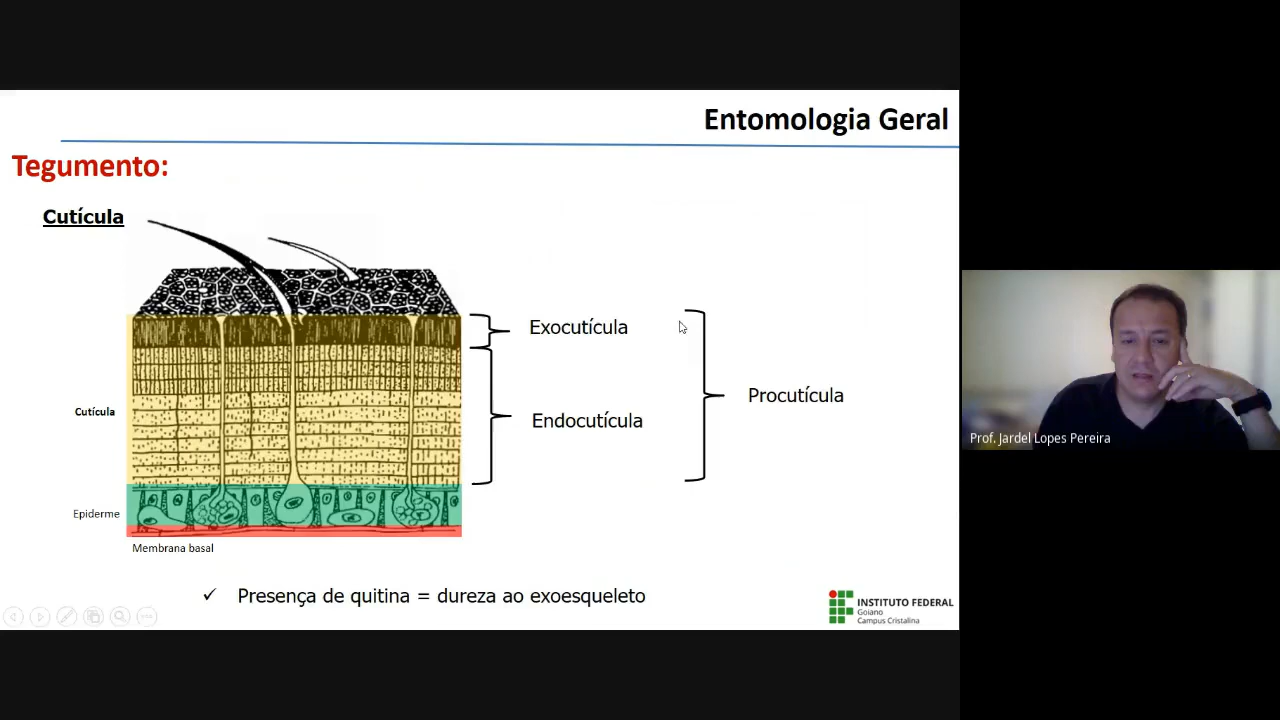 Entomologia Geral
Tegumento:
Cutícula
Exocutícula
Procutícula
Cutícula
Endocutícula
Epiderme
Membrana basal
✓ Presença de quitina = dureza ao exoesqueleto
INSTITUTO FEDERAL
Goiano
Campus Cristalina
Prof. Jardel Lopes Pereira